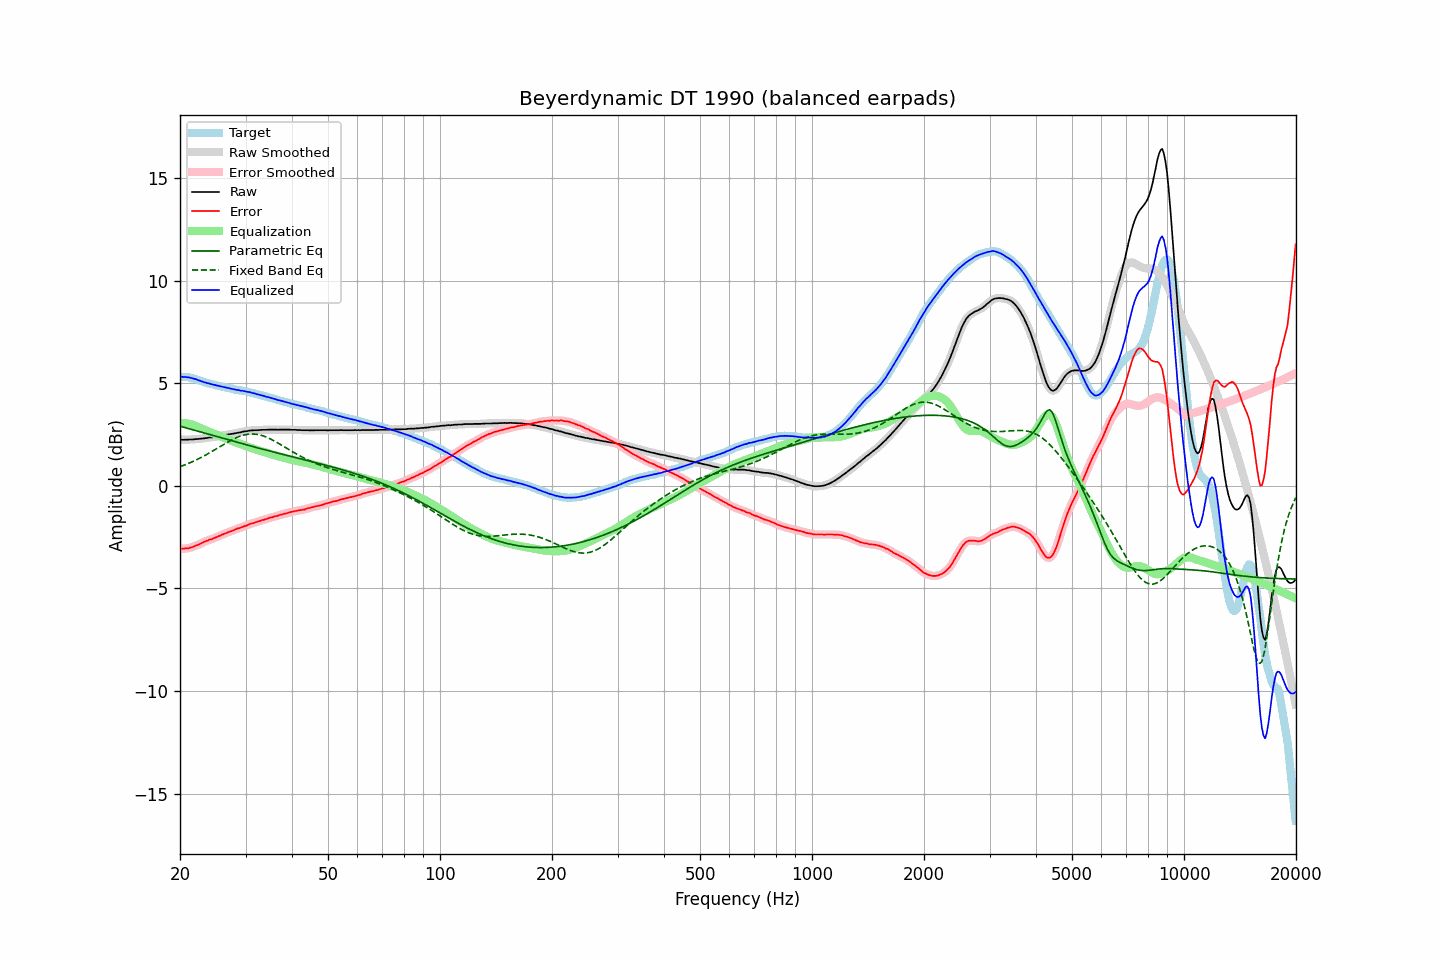 Beyerdynamic DT 1990 (balanced earpads)
Target
Raw Smoothed
Error Smoothed
Raw
Error
Equalization
Parametric Eq
Fixed Band Eq
Equalized
Amplitude (dBr)
15
10
5
0
−5
−10
−15
20 50 100 200 500 1000 2000 5000 10000 20000
Frequency (Hz)